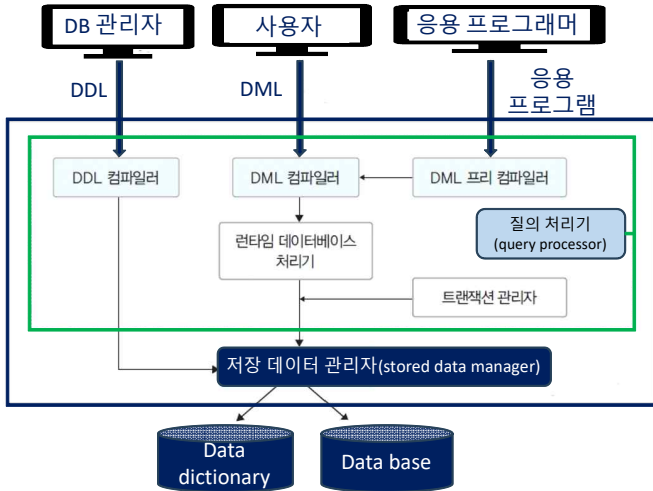 DB 관리자
사용자
응용 프로그래머
DDL
DML
응용
프로그램
DDL 컴파일러
DML 컴파일러
DML 프리 컴파일러
런타임 데이터베이스
처리기
질의 처리기
(query processor)
트랜잭션 관리자
저장 데이터 관리자(stored data manager)
Data
dictionary
Data base